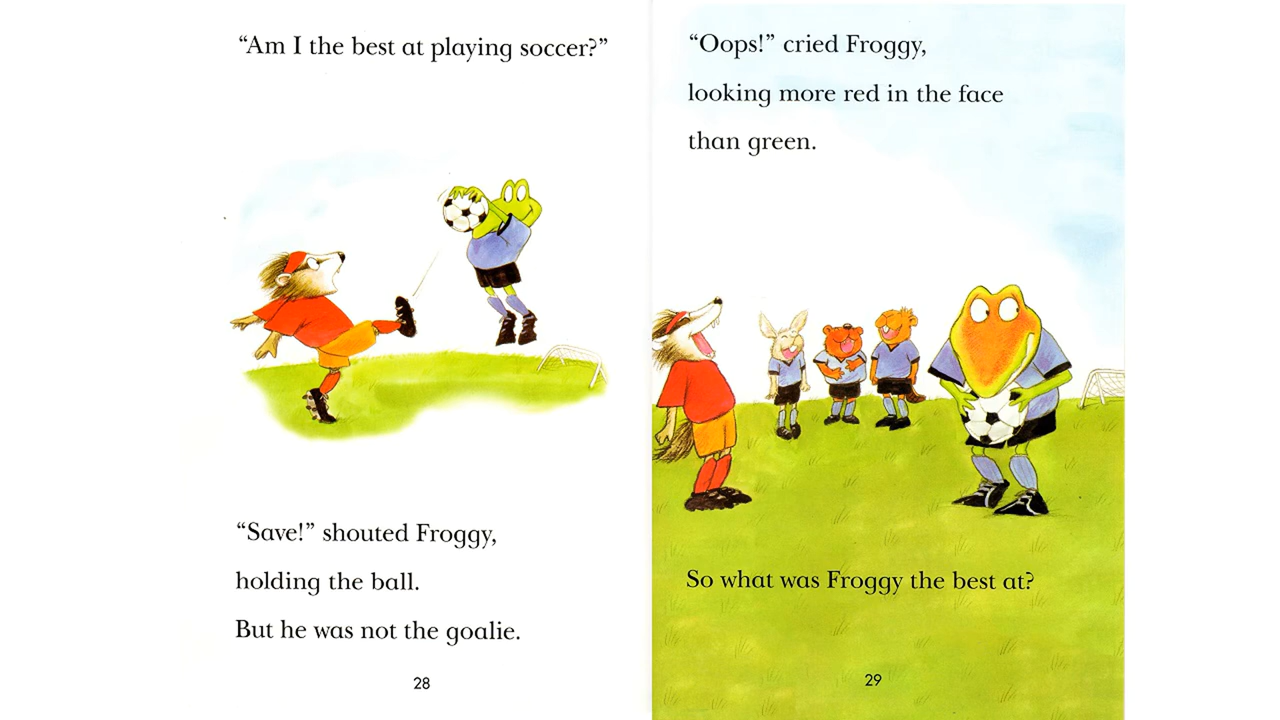 “Am I the best at playing soccer?”
“Save!” shouted Froggy,
holding the ball.
But he was not the goalie.
28
“Oops!” cried Froggy,
looking more red in the face
than green.
So what was Froggy the best at?
29